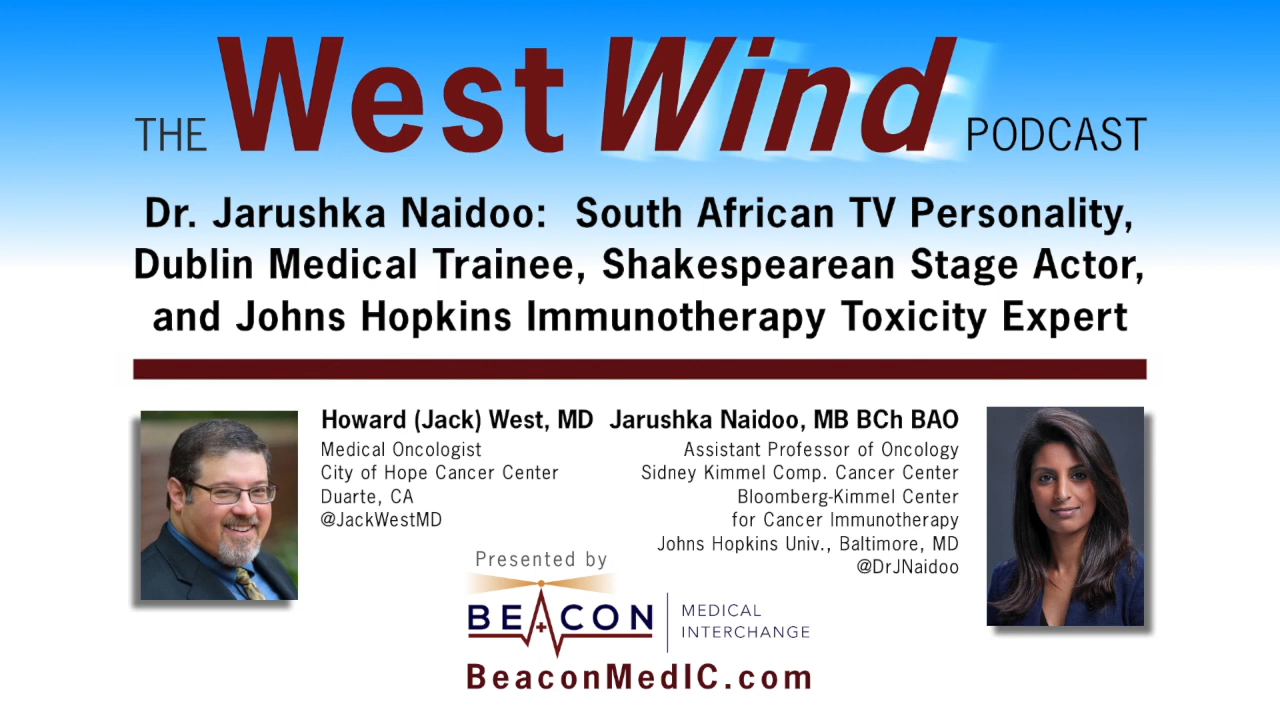 THE West Wind PODCAST
Dr. Jarushka Naidoo: South African TV Personality,
Dublin Medical Trainee, Shakespearean Stage Actor,
and Johns Hopkins Immunotherapy Toxicity Expert
Howard (Jack) West, MD
Medical Oncologist
City of Hope Cancer Center
Duarte, CA
@JackWestMD
Jarushka Naidoo, MB BCh BAO
Assistant Professor of Oncology
Sidney Kimmel Comp. Cancer Center
Bloomberg-Kimmel Center
for Cancer Immunotherapy
Johns Hopkins Univ., Baltimore, MD
@DrJNaidoo
Presented by
BEACON
MEDICAL
INTERCHANGE
BeaconMedIC.com